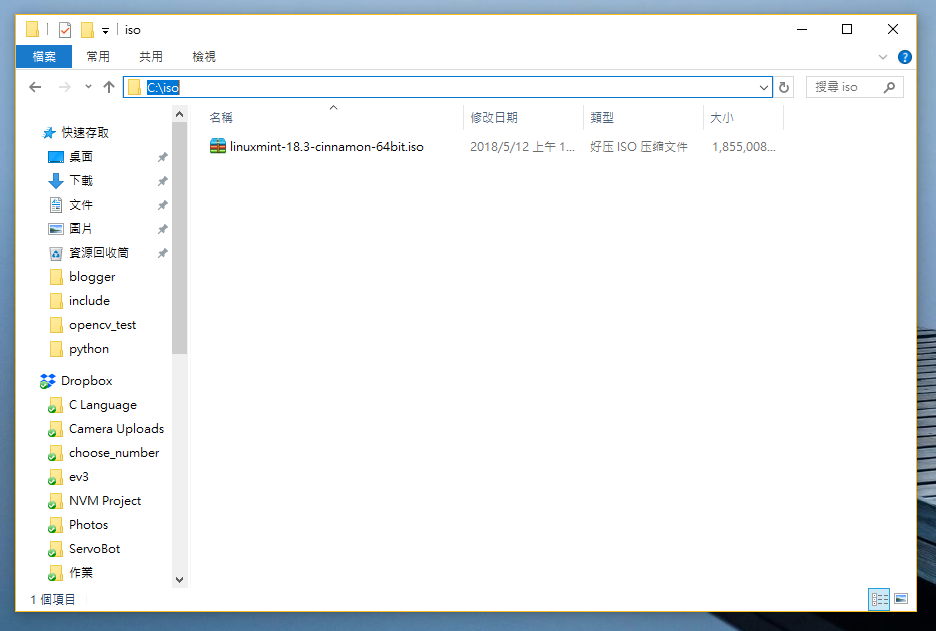 iso
檔案 常用 共用 檢視
C:\iso 搜尋 iso
名稱 修改日期 類型 大小
linuxmint-18.3-cinnamon-64bit.iso 2018/5/12 上午 1... 好压 ISO 压缩文件 1,855,008...
快速存取
桌面
下載
文件
圖片
資源回收筒
blogger
include
opencv_test
python
Dropbox
C Language
Camera Uploads
choose_number
ev3
NVM Project
Photos
ServoBot
作業
1 個項目